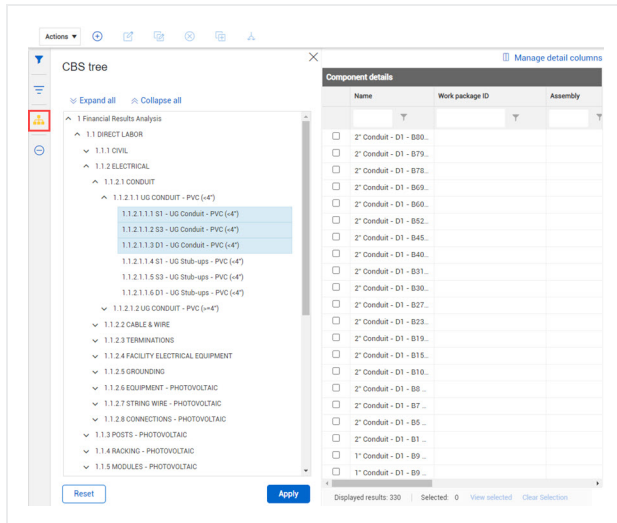 Actions
Manage detail columns
CBS tree
Expand all
Collapse all
1 Financial Results Analysis
1.1 DIRECT LABOR
1.1.1 CIVIL
1.1.2 ELECTRICAL
1.1.2.1 CONDUIT
1.1.2.1.1 UG CONDUIT - PVC (<4")
1.1.2.1.1.1 S1 - UG Conduit - PVC (<4")
1.1.2.1.1.2 S3 - UG Conduit - PVC (<4")
1.1.2.1.1.3 D1 - UG Conduit - PVC (<4")
1.1.2.1.1.4 S1 - UG Stub-ups - PVC (<4")
1.1.2.1.1.5 S3 - UG Stub-ups - PVC (<4")
1.1.2.1.1.6 D1 - UG Stub-ups - PVC (<4")
1.1.2.1.2 UG CONDUIT - PVC (>=4")
1.1.2.2 CABLE & WIRE
1.1.2.3 TERMINATIONS
1.1.2.4 FACILITY ELECTRICAL EQUIPMENT
1.1.2.5 GROUNDING
1.1.2.6 EQUIPMENT - PHOTOVOLTAIC
1.1.2.7 STRING WIRE - PHOTOVOLTAIC
1.1.2.8 CONNECTIONS - PHOTOVOLTAIC
1.1.3 POSTS - PHOTOVOLTAIC
1.1.4 RACKING - PHOTOVOLTAIC
1.1.5 MODULES - PHOTOVOLTAIC
Reset
Apply
Component details
Name Work package ID Assembly
2" Conduit - D1 - B80...
2" Conduit - D1 - B79...
2" Conduit - D1 - B78...
2" Conduit - D1 - B69...
2" Conduit - D1 - B60...
2" Conduit - D1 - B52...
2" Conduit - D1 - B45...
2" Conduit - D1 - B40...
2" Conduit - D1 - B31...
2" Conduit - D1 - B30...
2" Conduit - D1 - B27...
2" Conduit - D1 - B23...
2" Conduit - D1 - B19...
2" Conduit - D1 - B15...
2" Conduit - D1 - B10...
2" Conduit - D1 - B8 ...
2" Conduit - D1 - B7 ...
2" Conduit - D1 - B5 ...
2" Conduit - D1 - B1 ...
1" Conduit - D1 - B9 ...
1" Conduit - D1 - B9 ...
Displayed results: 330 Selected: 0 View selected Clear Selection